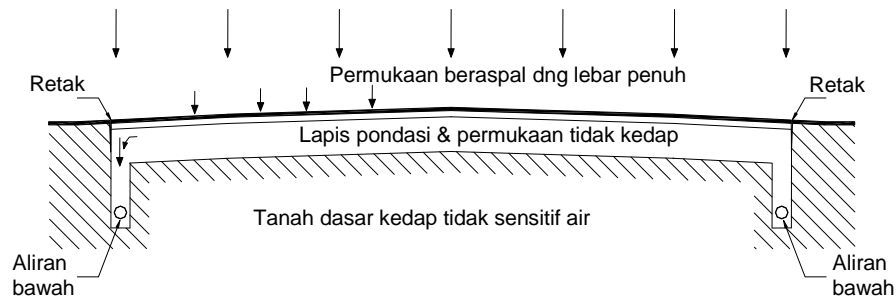 Permukaan beraspal dng lebar penuh
Retak
Retak
Lapis pondasi & permukaan tidak kedap
Tanah dasar kedap tidak sensitif air
Aliran
bawah
Aliran
bawah